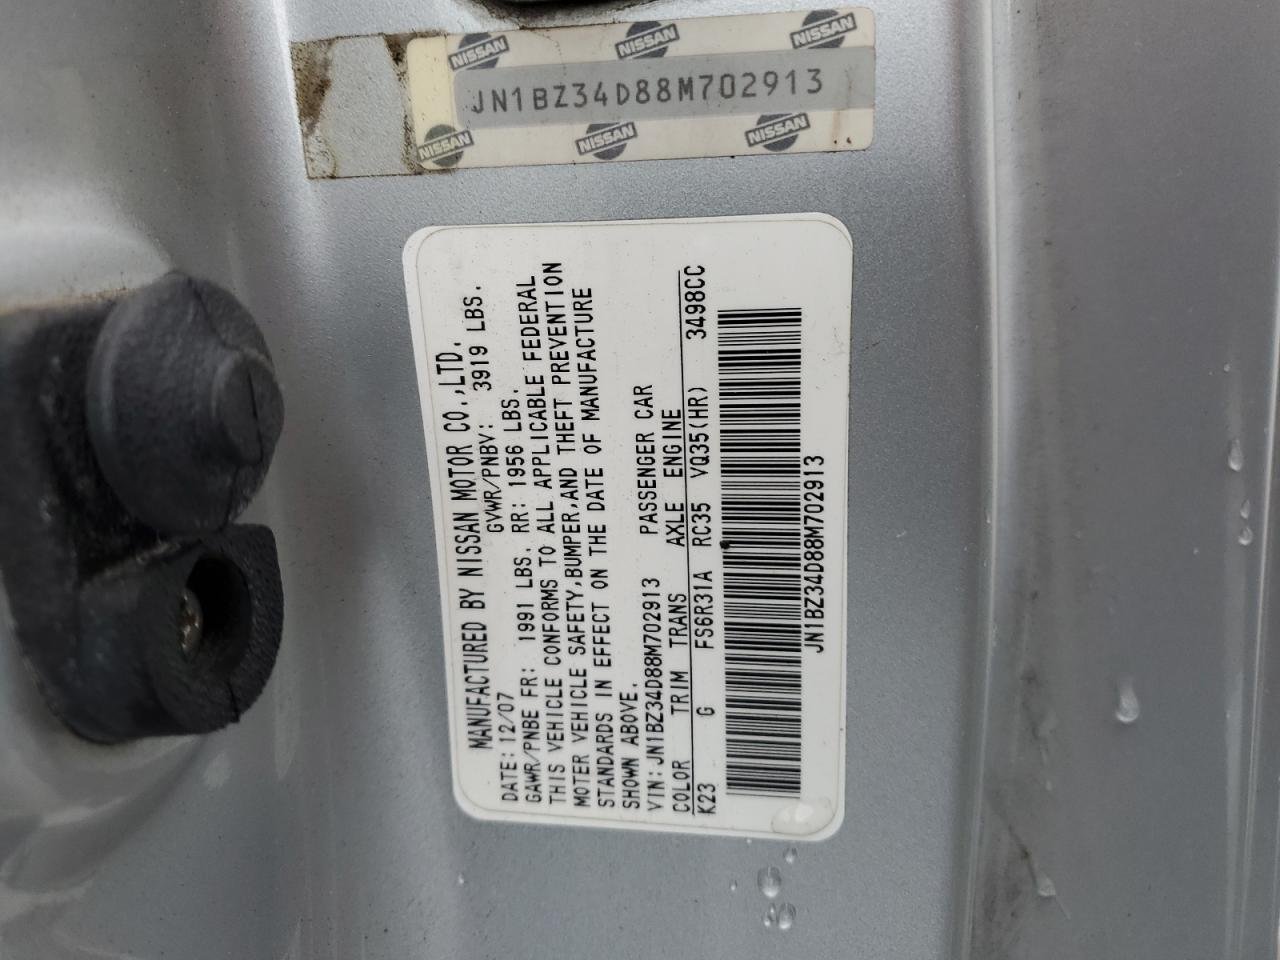 NISSAN NISSAN NISSAN
JN1BZ34D88M702913
NISSAN NISSAN NISSAN
MANUFACTURED BY NISSAN MOTOR CO.,LTD.
DATE: 12/07 GVWR/PNBV: 3919 LBS.
GAWR/PNBE FR: 1991 LBS. RR: 1956 LBS.
THIS VEHICLE CONFORMS TO ALL APPLICABLE FEDERAL
MOTER VEHICLE SAFETY,BUMPER,AND THEFT PREVENTION
STANDARDS IN EFFECT ON THE DATE OF MANUFACTURE
SHOWN ABOVE.
VIN: JN1BZ34D88M702913 PASSENGER CAR
COLOR TRIM TRANS AXLE ENGINE
K23 G FS6R31A RC35 VQ35(HR) 3498CC
JN1BZ34D88M702913